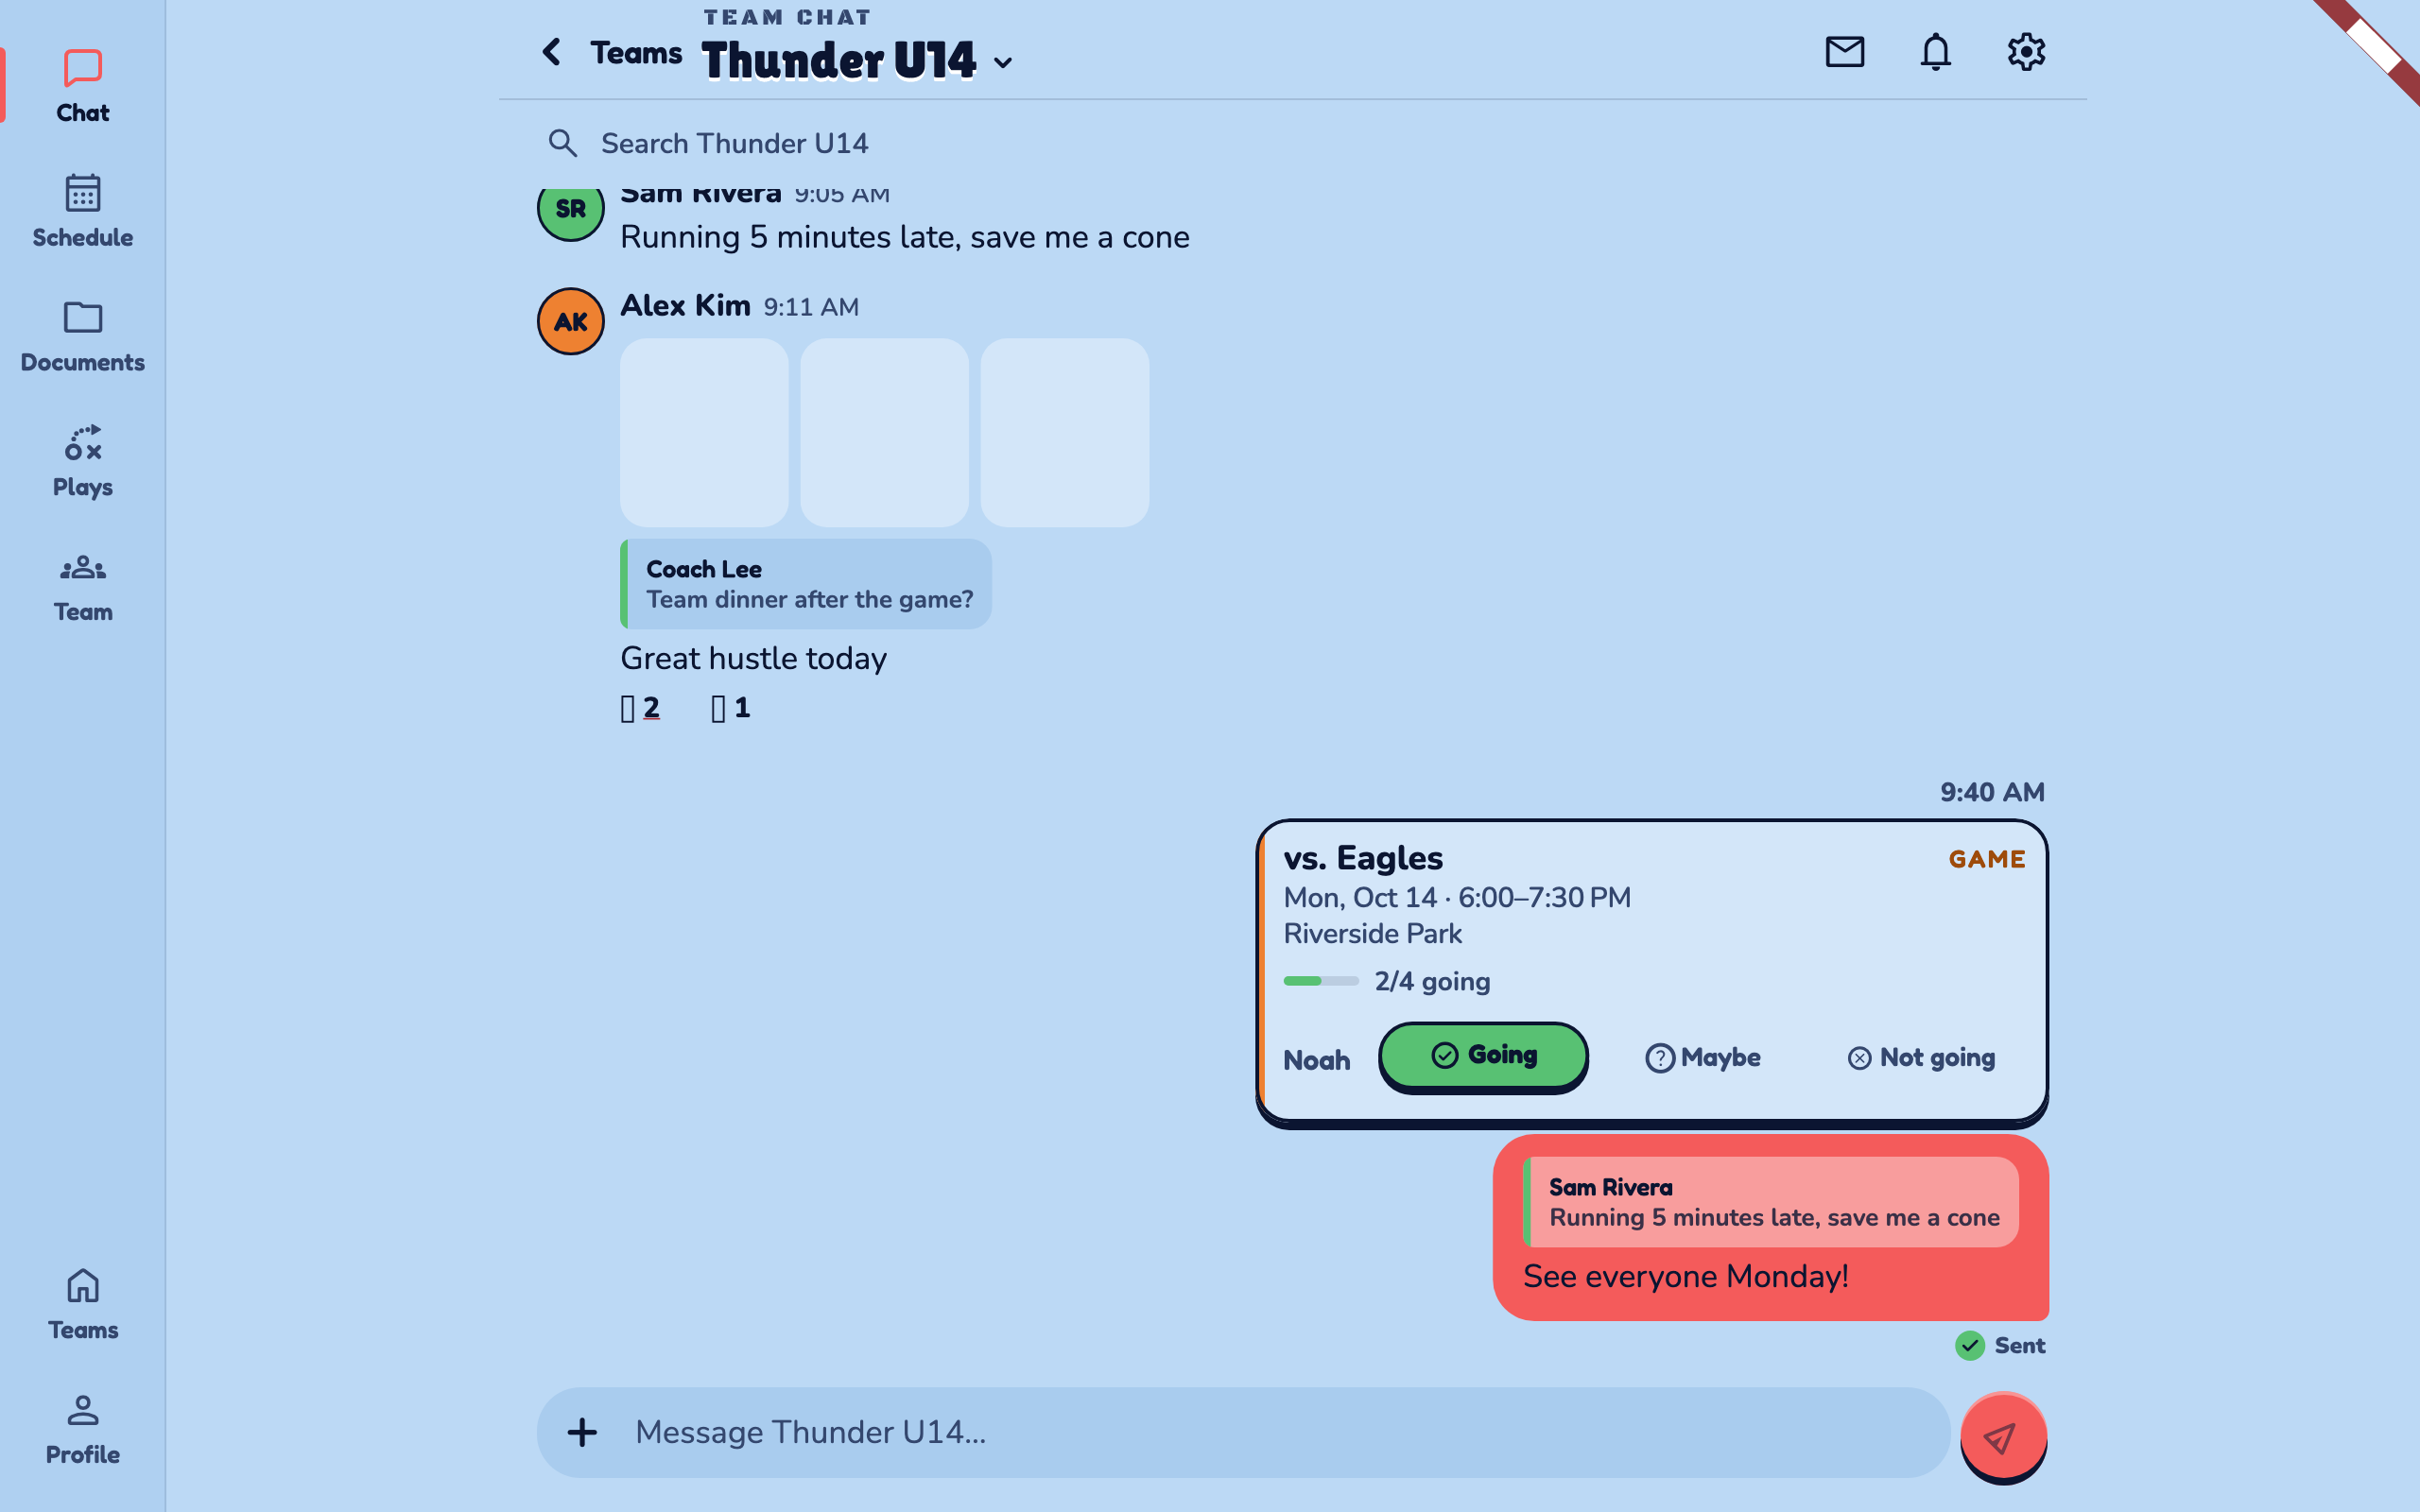 TEAM CHAT
Teams
Thunder U14
Search Thunder U14
Chat
Schedule
Documents
Plays
Team
Teams
Profile
SR
Sam Rivera 9:05 AM
Running 5 minutes late, save me a cone
AK
Alex Kim 9:11 AM
Coach Lee
Team dinner after the game?
Great hustle today
2 1
9:40 AM
vs. Eagles GAME
Mon, Oct 14 · 6:00–7:30 PM
Riverside Park
2/4 going
Noah Going Maybe Not going
Sam Rivera
Running 5 minutes late, save me a cone
See everyone Monday!
Sent
Message Thunder U14...